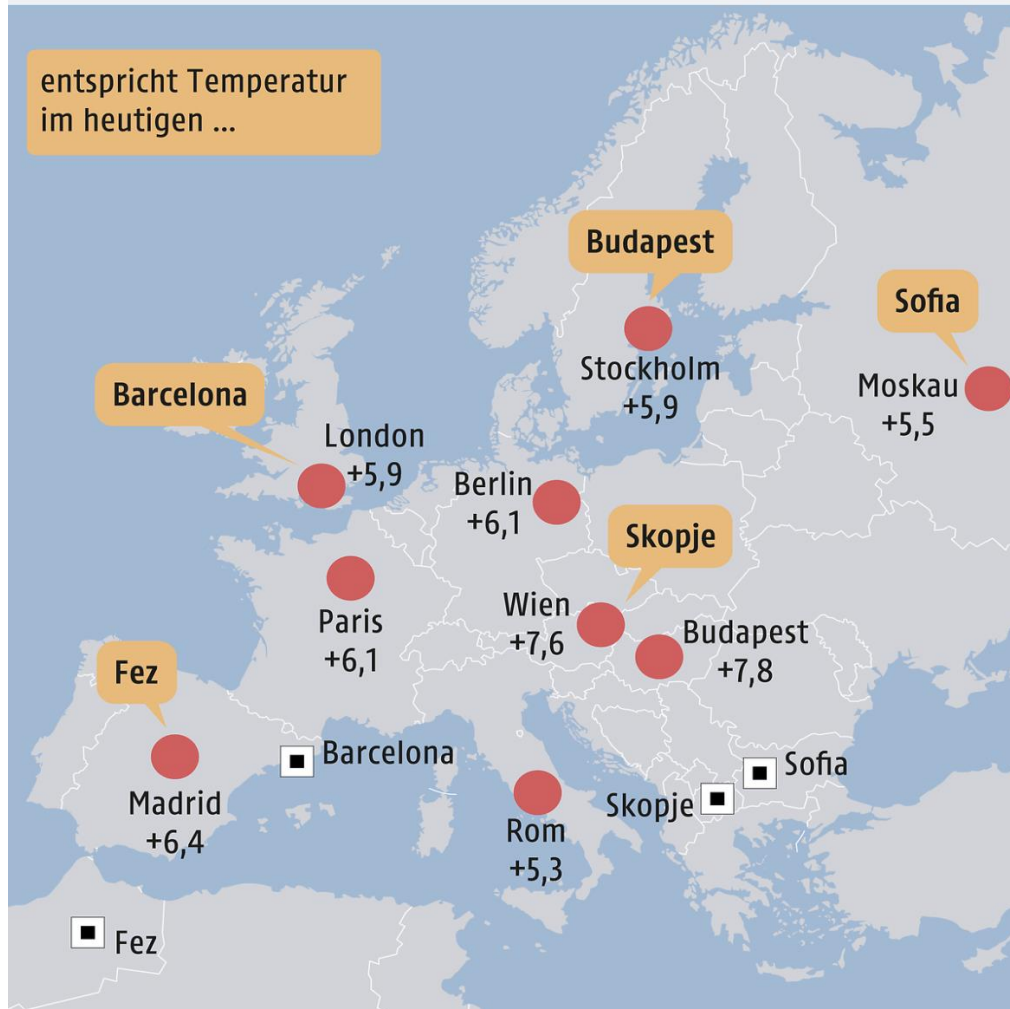 entspricht Temperatur
im heutigen ...
Budapest
Sofia
Stockholm
+5,9
Moskau
+5,5
Barcelona
London
+5,9
Berlin
+6,1
Skopje
Paris
+6,1
Wien
+7,6
Budapest
+7,8
Fez
Barcelona
Sofia
Madrid
+6,4
Skopje
Rom
+5,3
Fez